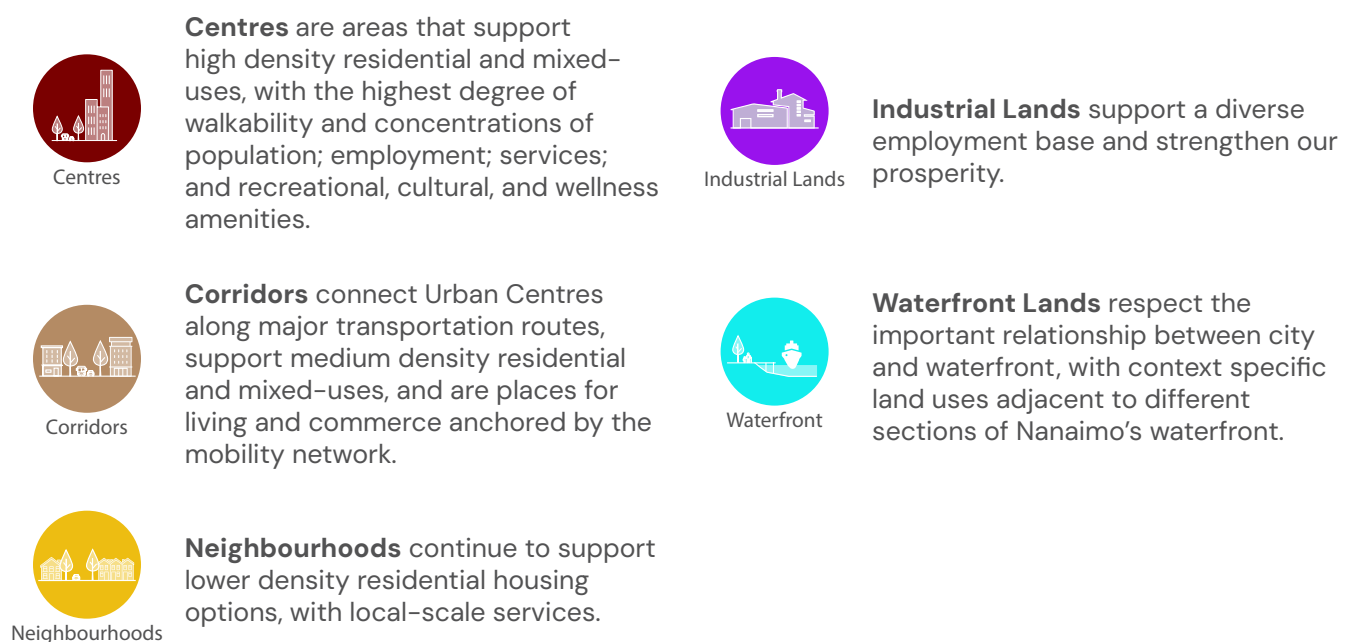 Centres are areas that support
high density residential and mixed-
uses, with the highest degree of
walkability and concentrations of
population; employment; services;
and recreational, cultural, and wellness
amenities.
Centres
Corridors connect Urban Centres
along major transportation routes,
support medium density residential
and mixed-uses, and are places for
living and commerce anchored by the
mobility network.
Corridors
Neighbourhoods continue to support
lower density residential housing
options, with local-scale services.
Neighbourhoods
Industrial Lands support a diverse
employment base and strengthen our
prosperity.
Industrial Lands
Waterfront Lands respect the
important relationship between city
and waterfront, with context specific
land uses adjacent to different
sections of Nanaimo’s waterfront.
Waterfront